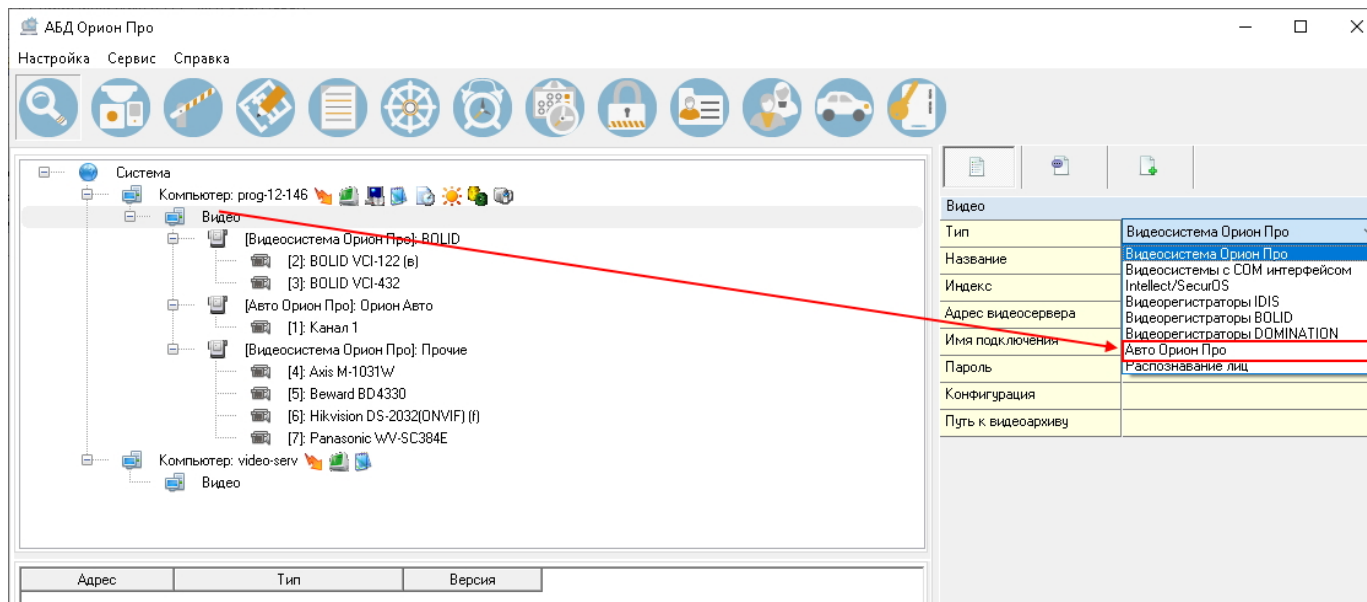 АБД Орион Про
Настройка Сервис Справка
Система
Компьютер: prog-12-146
Видео
[Видеосистема Орион Про]: BOLID
[2]: BOLID VCI-122 (в)
[3]: BOLID VCI-432
[Авто Орион Про]: Орион Авто
[1]: Канал 1
[Видеосистема Орион Про]: Прочие
[4]: Axis M-1031W
[5]: Beward BD4330
[6]: Hikvision DS-2032(ONVIF) (f)
[7]: Panasonic WV-SC384E
Компьютер: video-serv
Видео
Адрес Тип Версия
Видео
Тип Видеосистема Орион Про
Название
Индекс
Адрес видеосервера
Имя подключения
Пароль
Конфигурация
Путь к видеоархиву
Видеосистема Орион Про
Видеосистемы с COM интерфейсом
Intellect/SecurOS
Видеорегистраторы IDIS
Видеорегистраторы BOLID
Видеорегистраторы DOMINATION
Авто Орион Про
Распознавание лиц